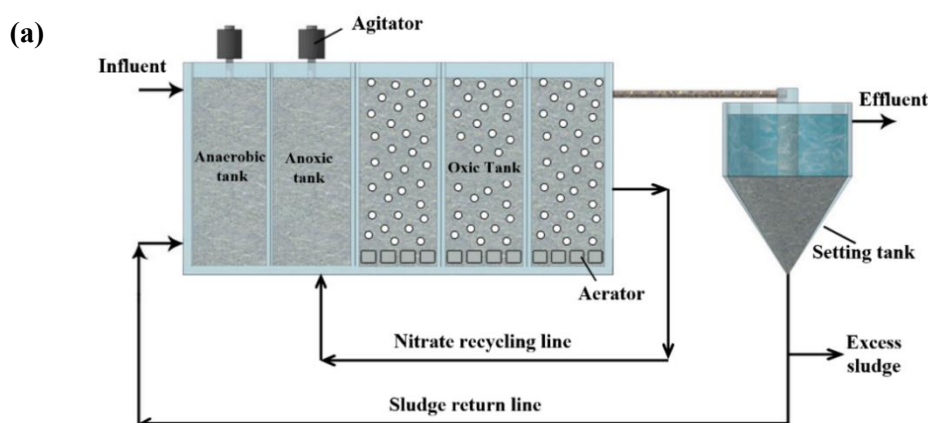 (a)
Agitator
Influent
Effluent
Anaerobic
tank
Anoxic
tank
Oxic Tank
Setting tank
Aerator
Nitrate recycling line
Excess
sludge
Sludge return line